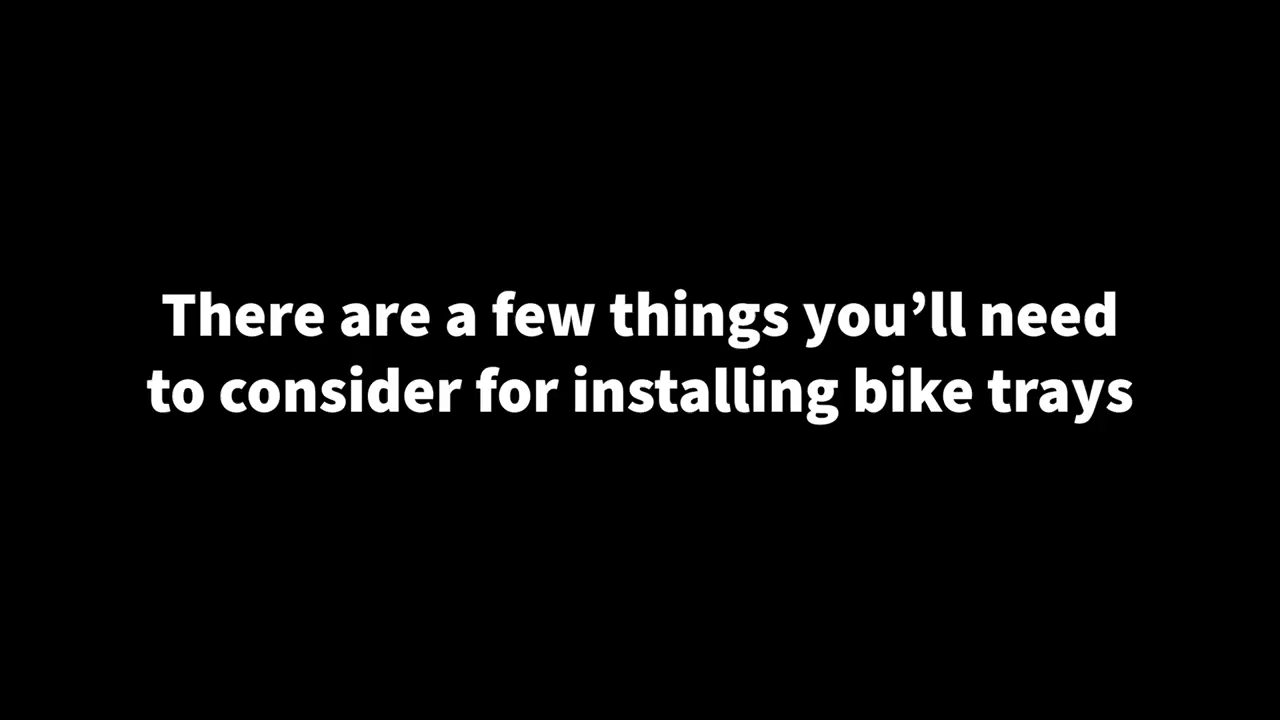 There are a few things you’ll need
to consider for installing bike trays